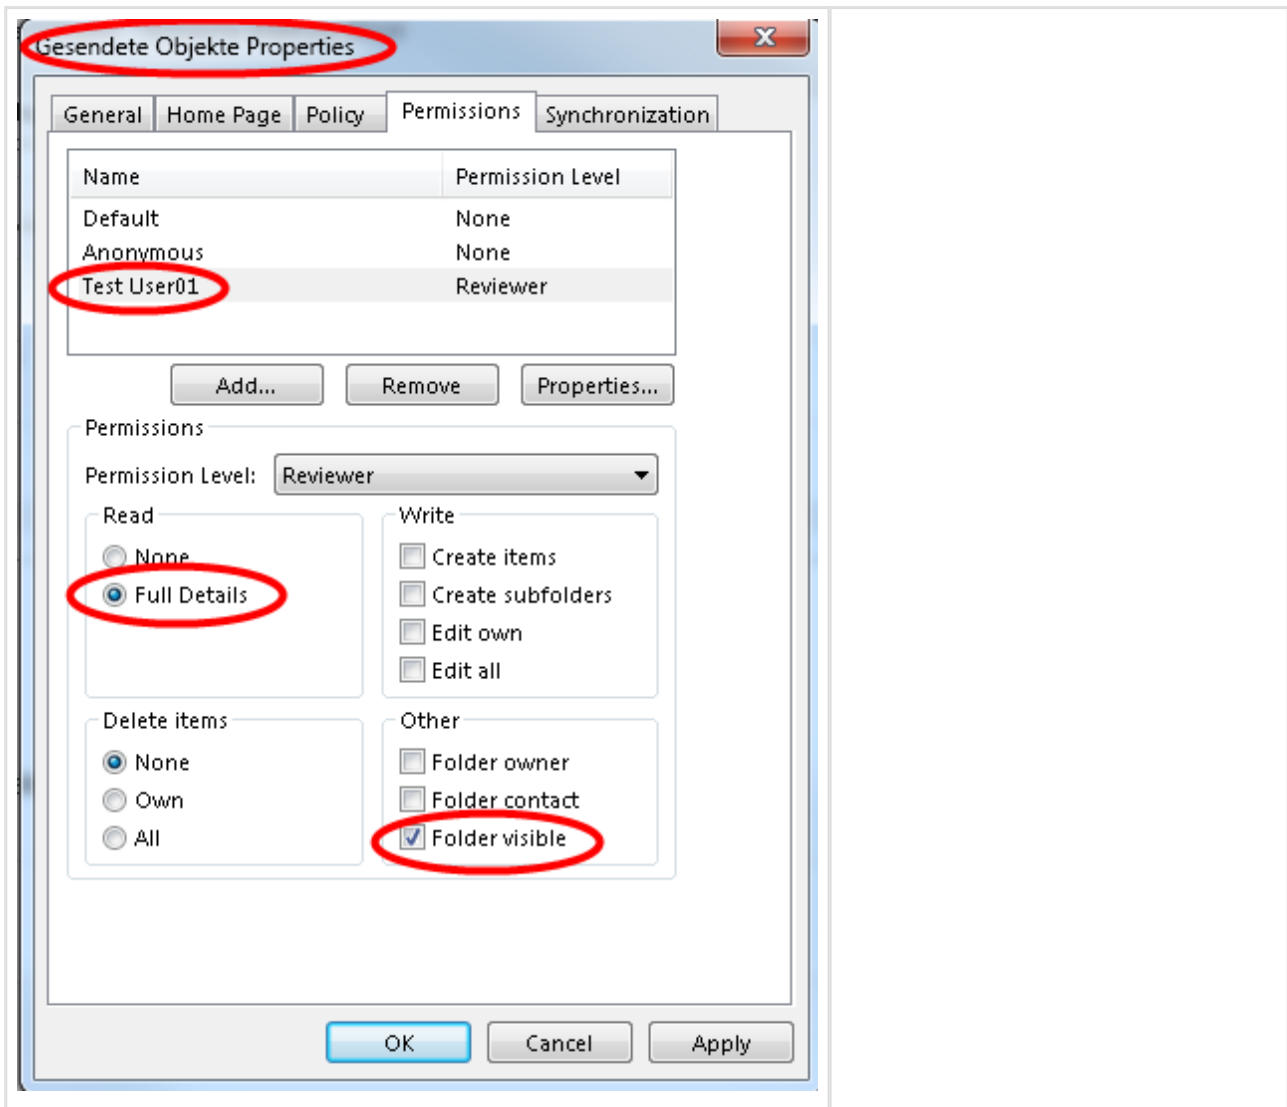 Gesendete Objekte Properties
General Home Page Policy Permissions Synchronization
Name Permission Level
Default None
Anonymous None
Test User01 Reviewer
Add... Remove Properties...
Permissions
Permission Level: Reviewer
Read Write
None Create items
Full Details Create subfolders
Edit own
Edit all
Delete items Other
None Folder owner
Own Folder contact
All Folder visible
OK Cancel Apply